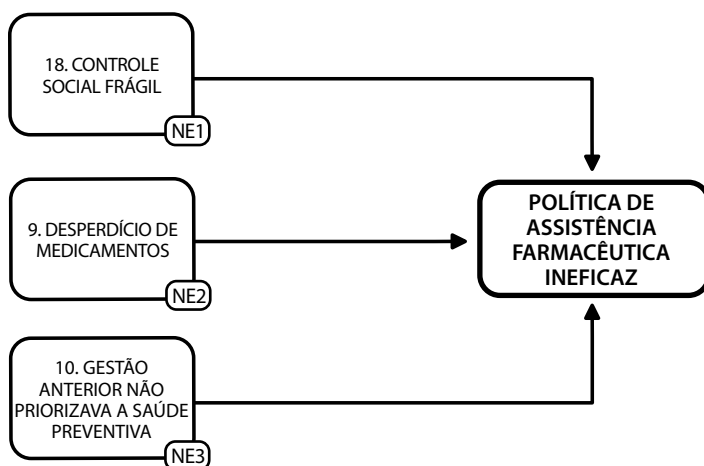 18. CONTROLE
SOCIAL FRÁGIL
NE1
9. DESPERDÍCIO DE
MEDICAMENTOS
NE2
10. GESTÃO
ANTERIOR NÃO
PRIORIZAVA A SAÚDE
PREVENTIVA
NE3
POLÍTICA DE
ASSISTÊNCIA
FARMACÊUTICA
INEFICAZ